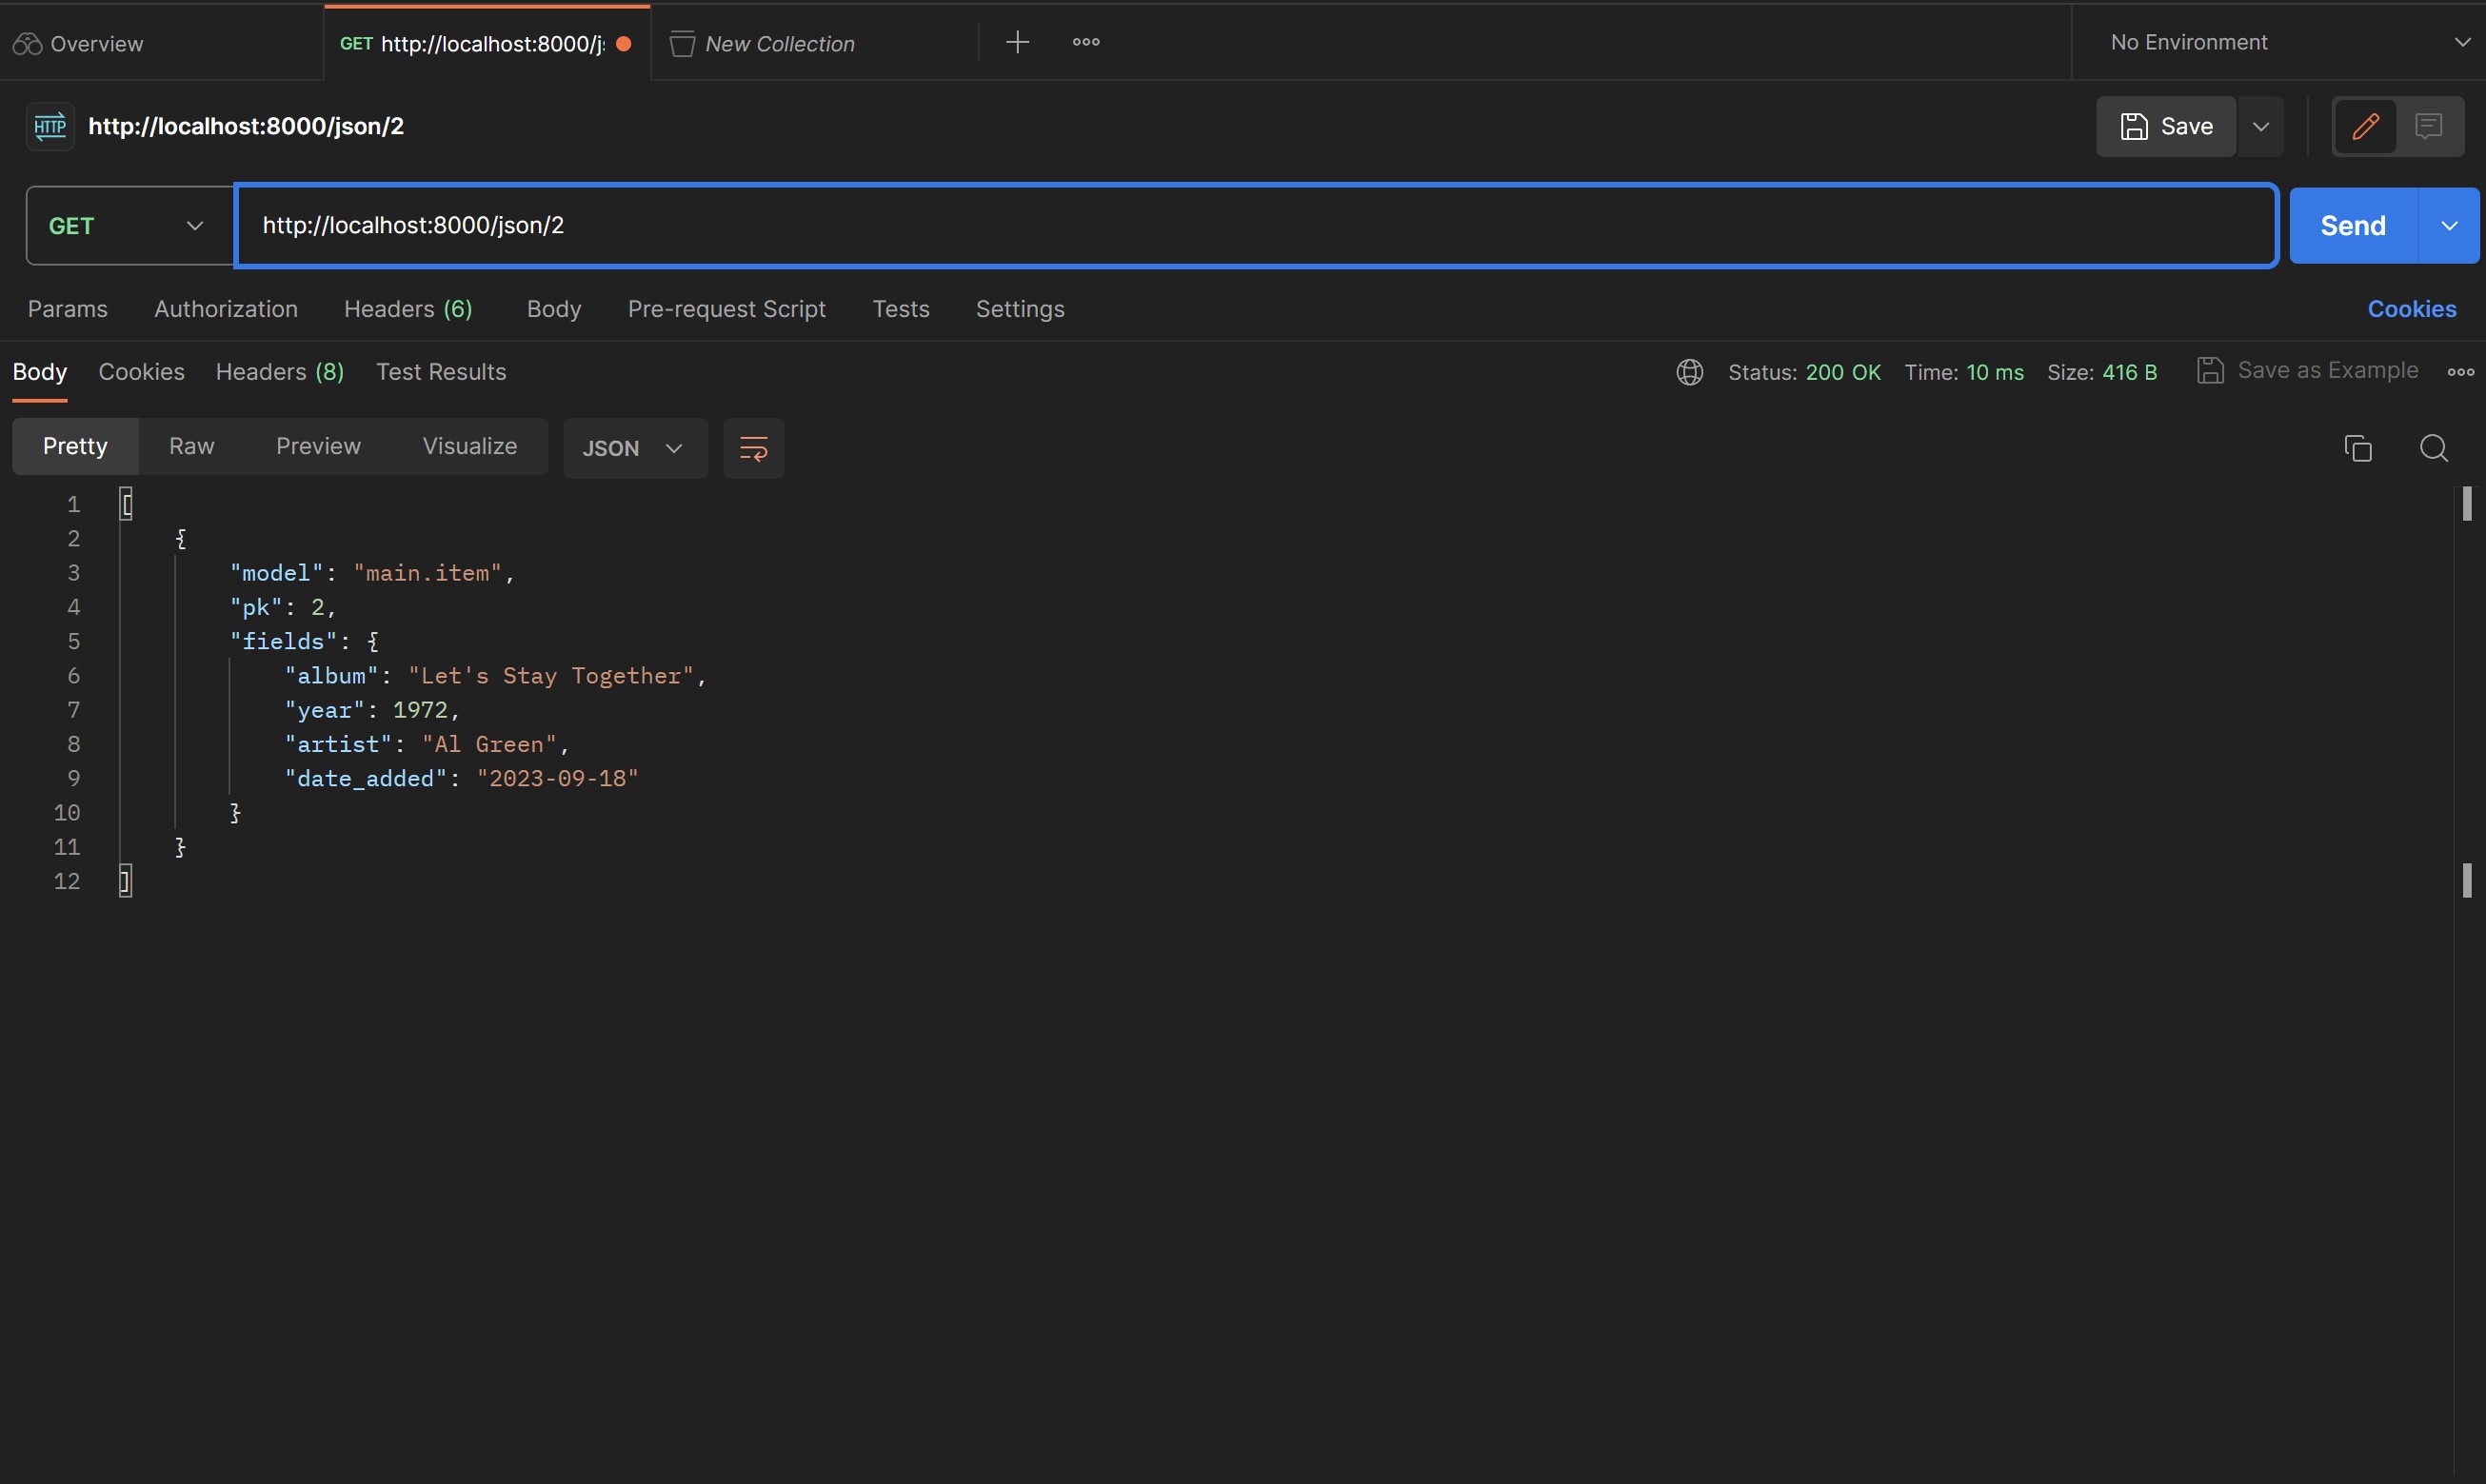 Overview
GET http://localhost:8000/j
New Collection
No Environment
HTTP
http://localhost:8000/json/2
Save
GET
http://localhost:8000/json/2
Send
Params Authorization Headers (6) Body Pre-request Script Tests Settings Cookies
Body Cookies Headers (8) Test Results Status: 200 OK Time: 10 ms Size: 416 B Save as Example
Pretty Raw Preview Visualize JSON
1 [
2 {
3 "model": "main.item",
4 "pk": 2,
5 "fields": {
6 "album": "Let's Stay Together",
7 "year": 1972,
8 "artist": "Al Green",
9 "date_added": "2023-09-18"
10 }
11 }
12 ]